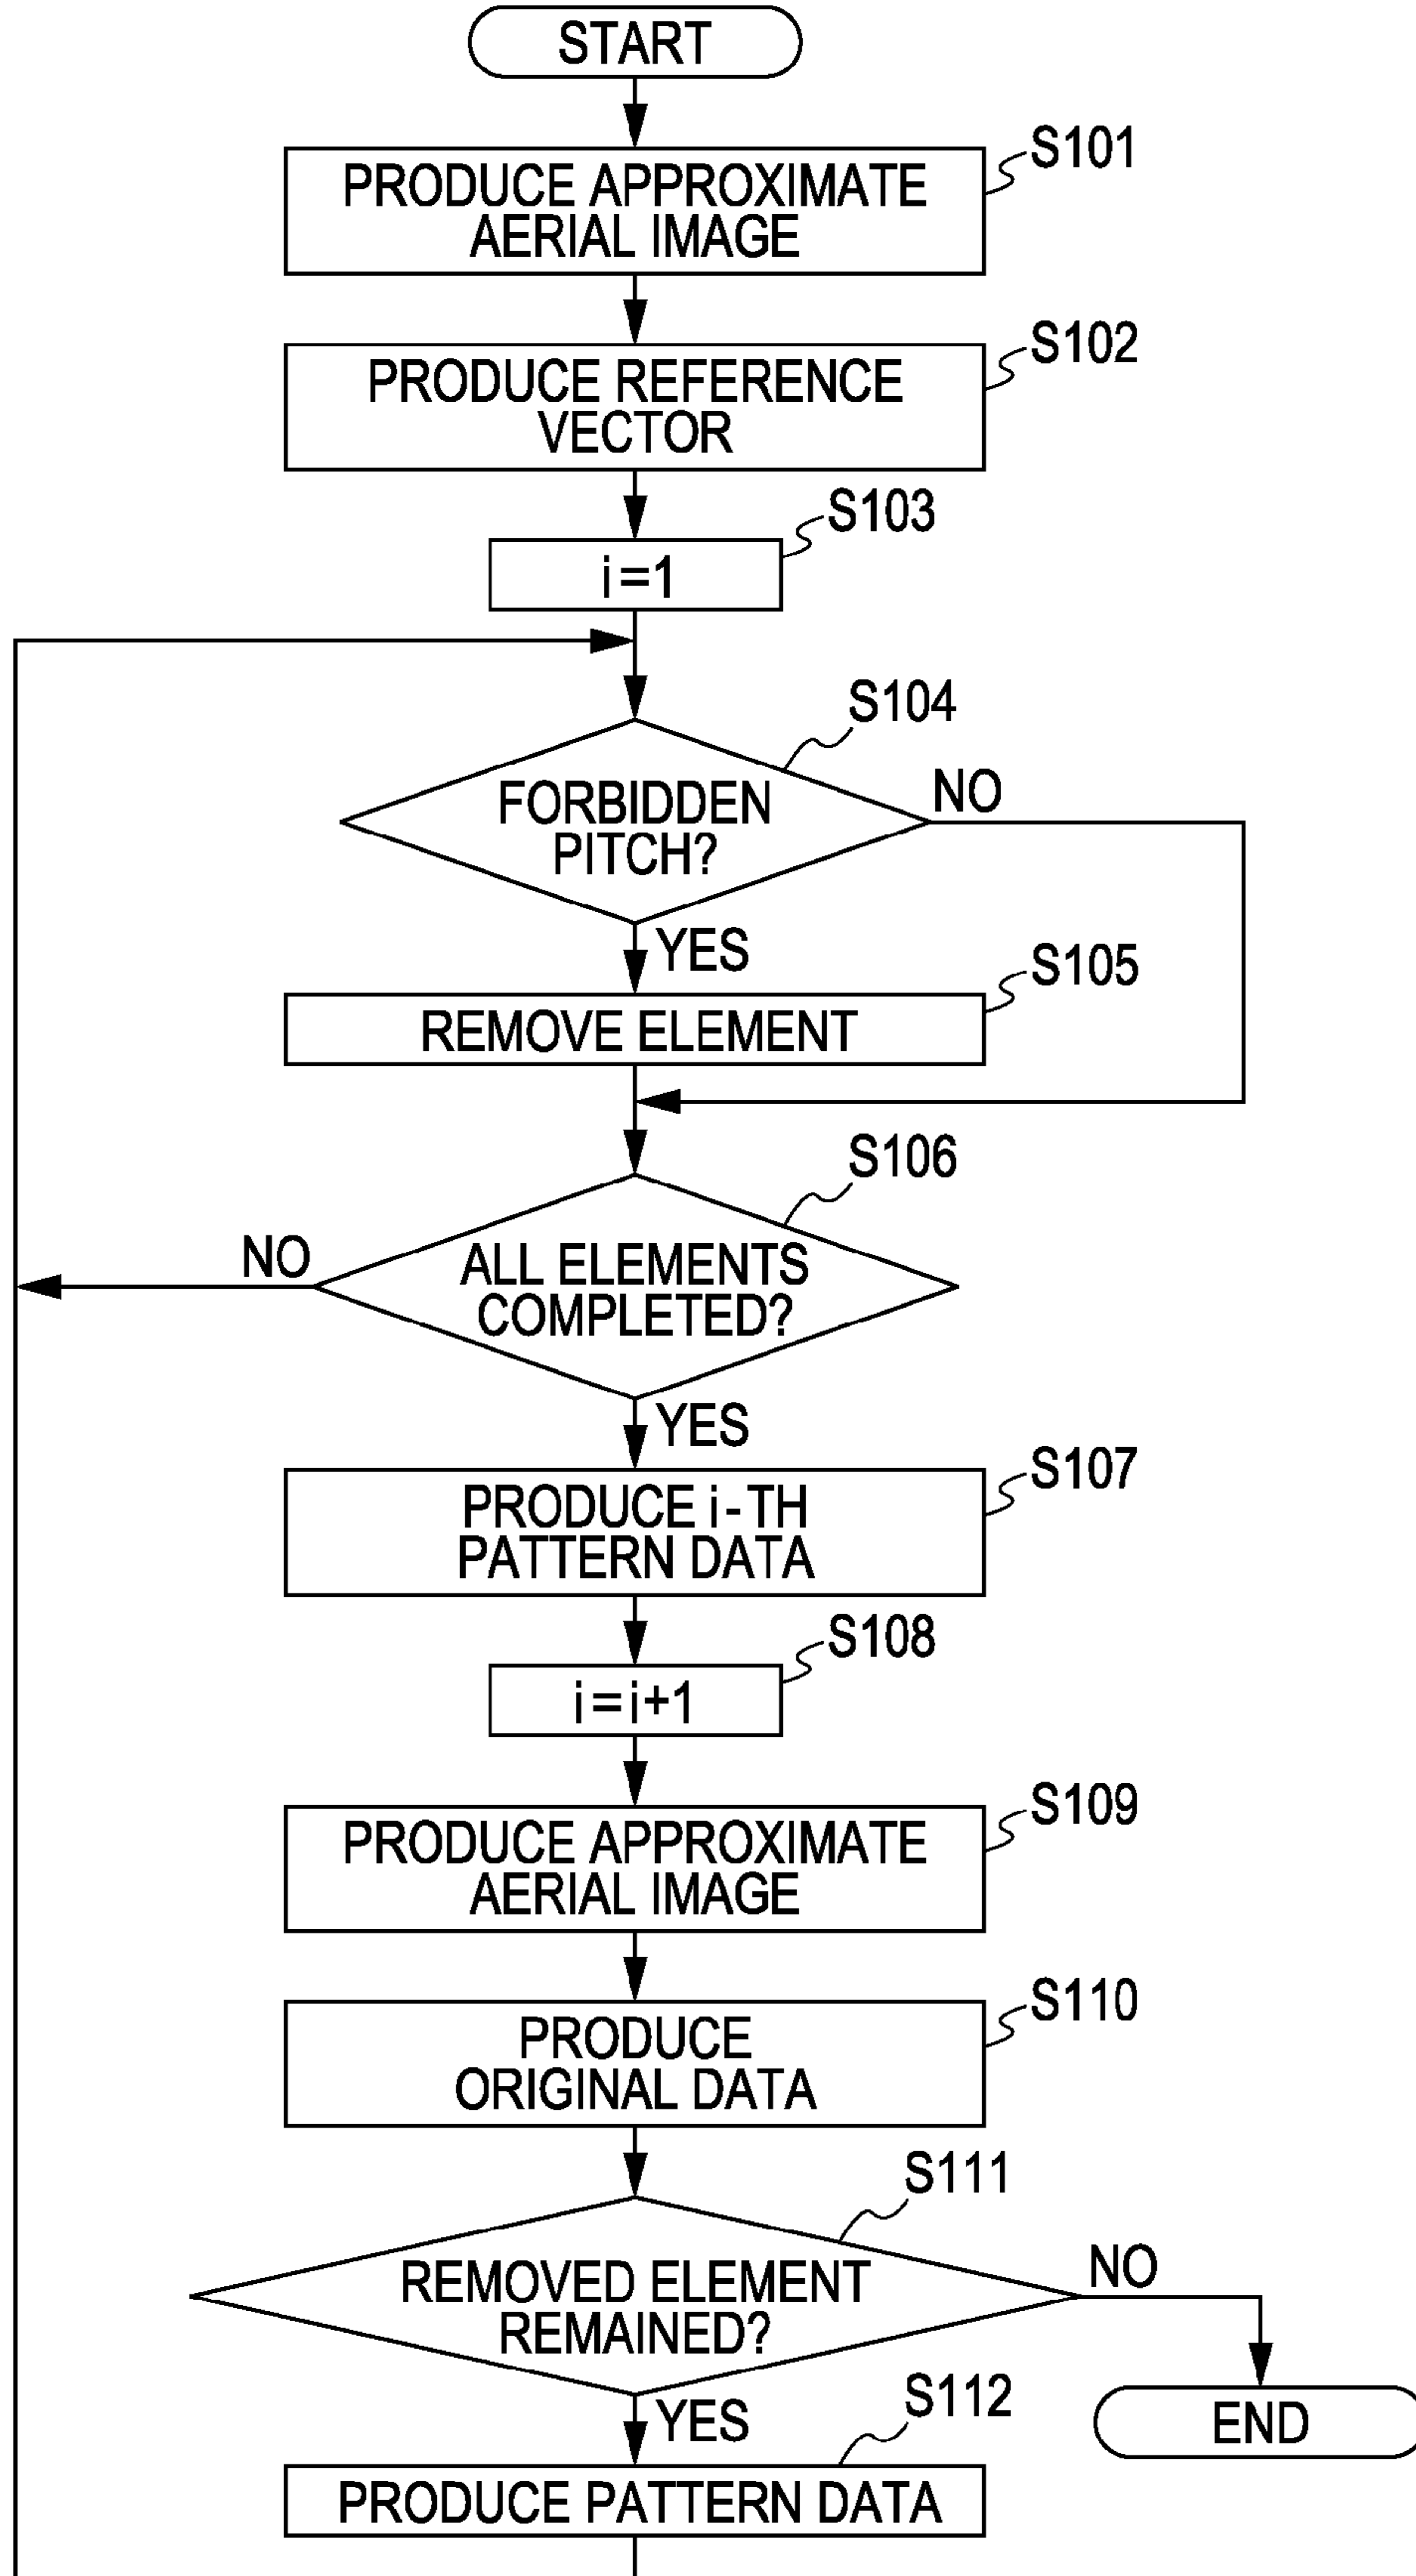 START
S101
PRODUCE APPROXIMATE
AERIAL IMAGE
S102
PRODUCE REFERENCE
VECTOR
S103
i=1
S104
FORBIDDEN
PITCH?
NO
YES
S105
REMOVE ELEMENT
S106
ALL ELEMENTS
COMPLETED?
NO
YES
S107
PRODUCE i-TH
PATTERN DATA
S108
i=i+1
S109
PRODUCE APPROXIMATE
AERIAL IMAGE
S110
PRODUCE
ORIGINAL DATA
S111
REMOVED ELEMENT
REMAINED?
NO
YES
END
S112
PRODUCE PATTERN DATA